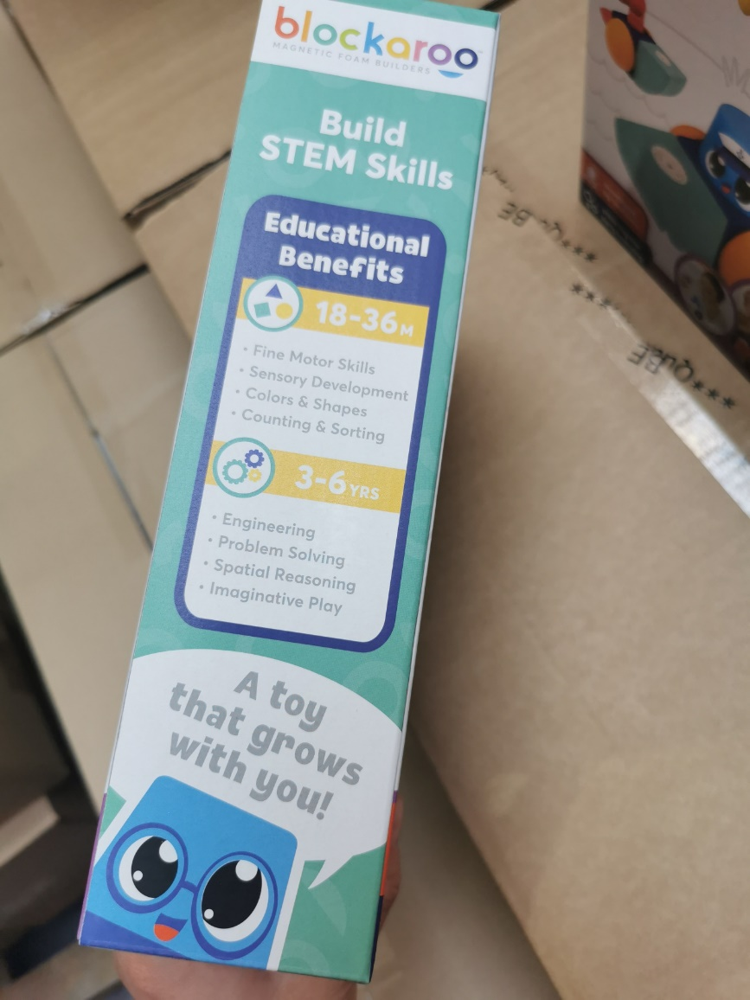 blockaroo
MAGNETIC FOAM BUILDERS
Build
STEM Skills
Educational
Benefits
18-36M
• Fine Motor Skills
• Sensory Development
• Colors & Shapes
• Counting & Sorting
3-6YRS
• Engineering
• Problem Solving
• Spatial Reasoning
• Imaginative Play
A toy
that grows
with you!